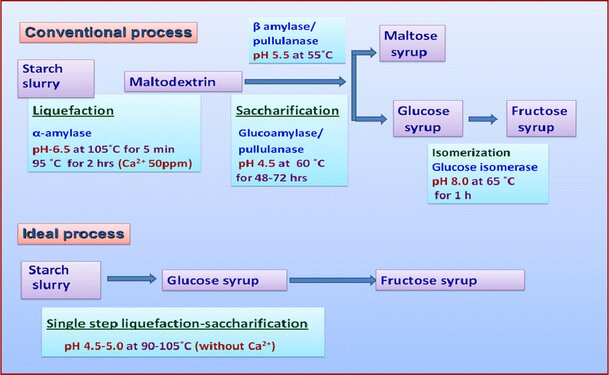 Conventional process
β amylase/
pullulanase
pH 5.5 at 55˚C
Maltose
syrup
Starch
slurry
Maltodextrin
Liquefaction
α-amylase
pH-6.5 at 105˚C for 5 min
95 ˚C for 2 hrs (Ca²⁺ 50ppm)
Saccharification
Glucoamylase/
pullulanase
pH 4.5 at 60 ˚C
for 48-72 hrs
Glucose
syrup
Fructose
syrup
Isomerization
Glucose isomerase
pH 8.0 at 65 ˚C
for 1 h
Ideal process
Starch
slurry
Glucose syrup
Fructose syrup
Single step liquefaction-saccharification
pH 4.5-5.0 at 90-105˚C (without Ca²⁺)